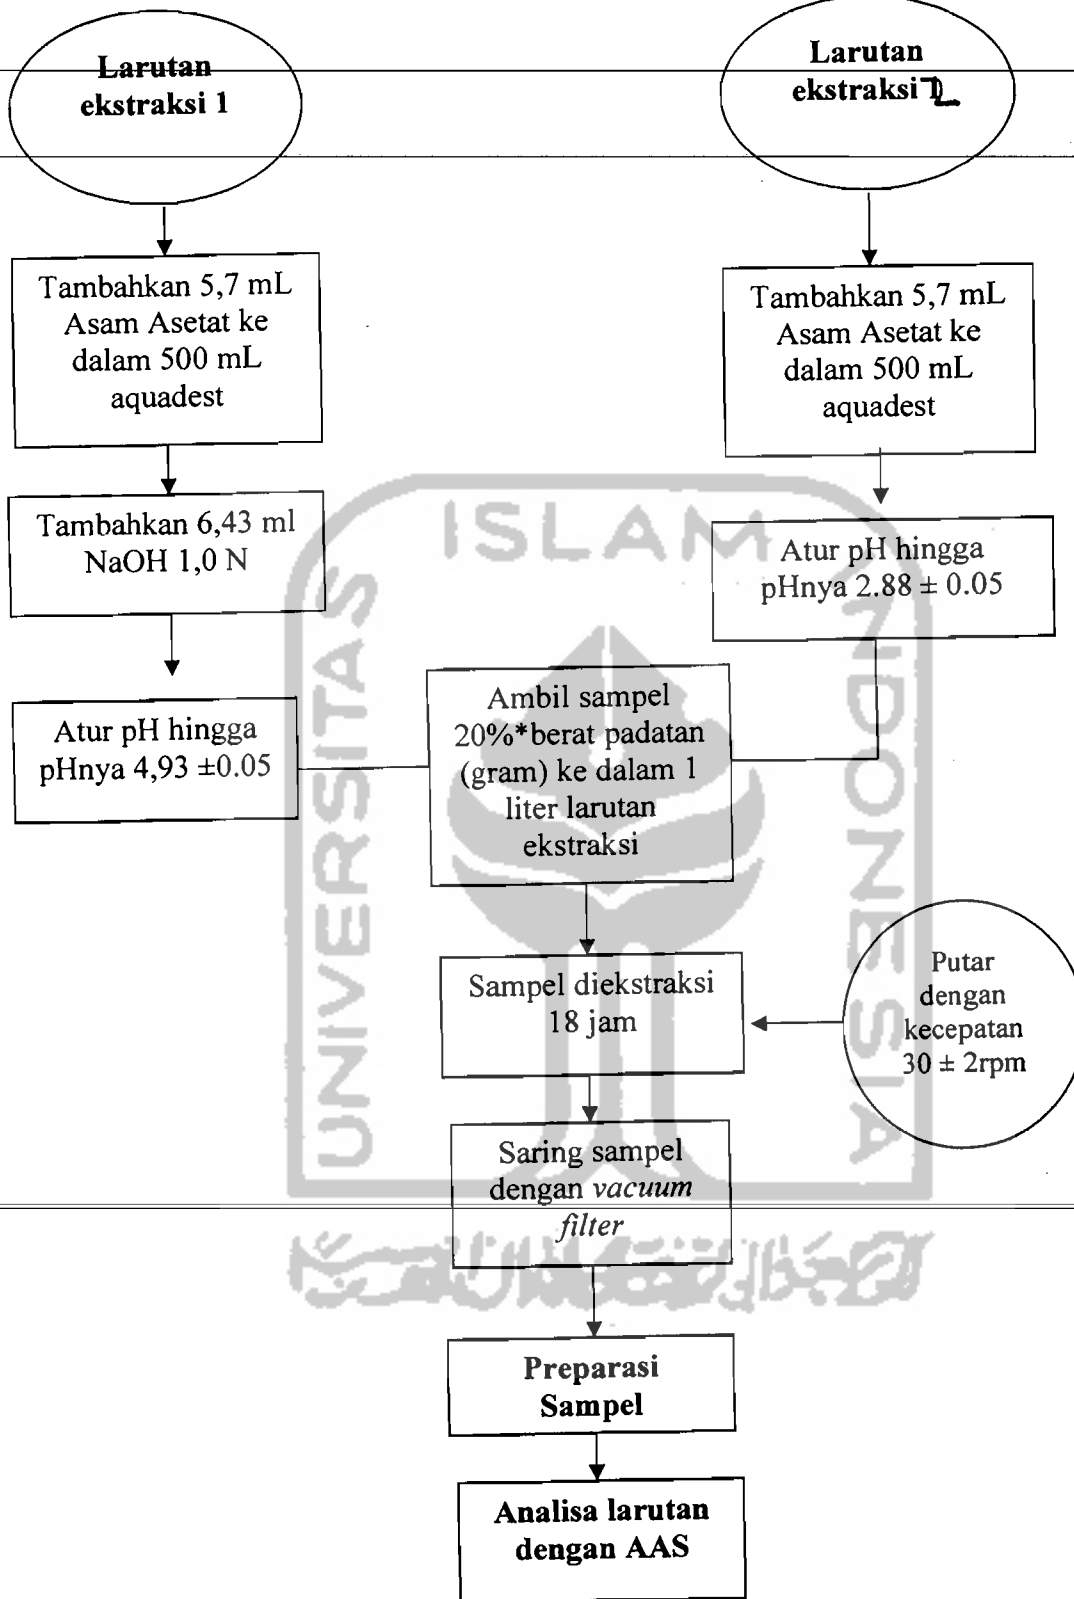 Larutan
ekstraksi 1
Larutan
ekstraksi 2
Tambahkan 5,7 mL
Asam Asetat ke
dalam 500 mL
aquadest
Tambahkan 5,7 mL
Asam Asetat ke
dalam 500 mL
aquadest
Tambahkan 6,43 ml
NaOH 1,0 N
Atur pH hingga
pHnya 2.88 ± 0.05
Atur pH hingga
pHnya 4,93 ±0.05
Ambil sampel
20%*berat padatan
(gram) ke dalam 1
liter larutan
ekstraksi
Sampel diekstraksi
18 jam
Putar
dengan
kecepatan
30 ± 2rpm
Saring sampel
dengan vacuum
filter
Preparasi
Sampel
Analisa larutan
dengan AAS
UNIVERSITAS
ISLAM
INDONESIA